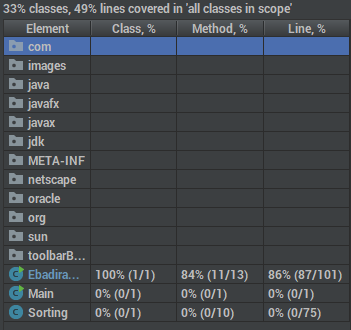 33% classes, 49% lines covered in 'all classes in scope'
Element Class, % Method, % Line, %
com
images
java
javafx
javax
jdk
META-INF
netscape
oracle
org
sun
toolbarB...
Ebadira... 100% (1/1) 84% (11/13) 86% (87/101)
Main 0% (0/1) 0% (0/1) 0% (0/1)
Sorting 0% (0/1) 0% (0/10) 0% (0/75)